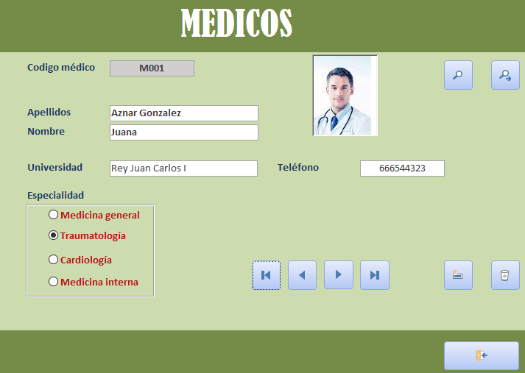 MEDICOS
Codigo médico M001
Apellidos Aznar Gonzalez
Nombre Juana
Universidad Rey Juan Carlos I Teléfono 666544323
Especialidad
Medicina general
Traumatología
Cardiología
Medicina interna